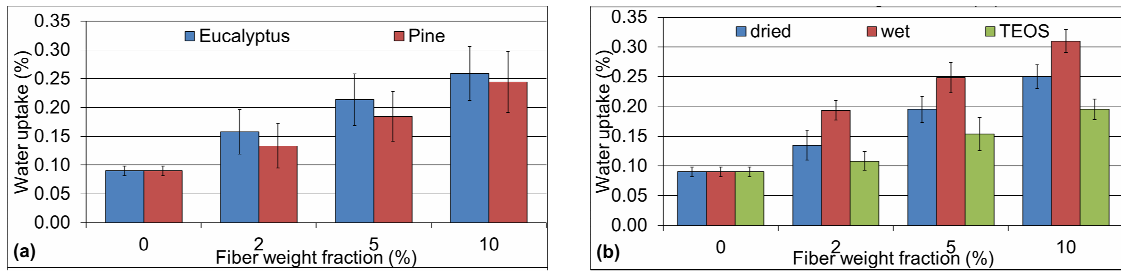 0.35
0.30
0.25
0.20
0.15
0.10
0.05
0.00
Water uptake (%)
Eucalyptus
Pine
0 2 5 10
Fiber weight fraction (%)
(a)
0.35
0.30
0.25
0.20
0.15
0.10
0.05
0.00
Water uptake (%)
dried
wet
TEOS
0 2 5 10
Fiber weight fraction (%)
(b)